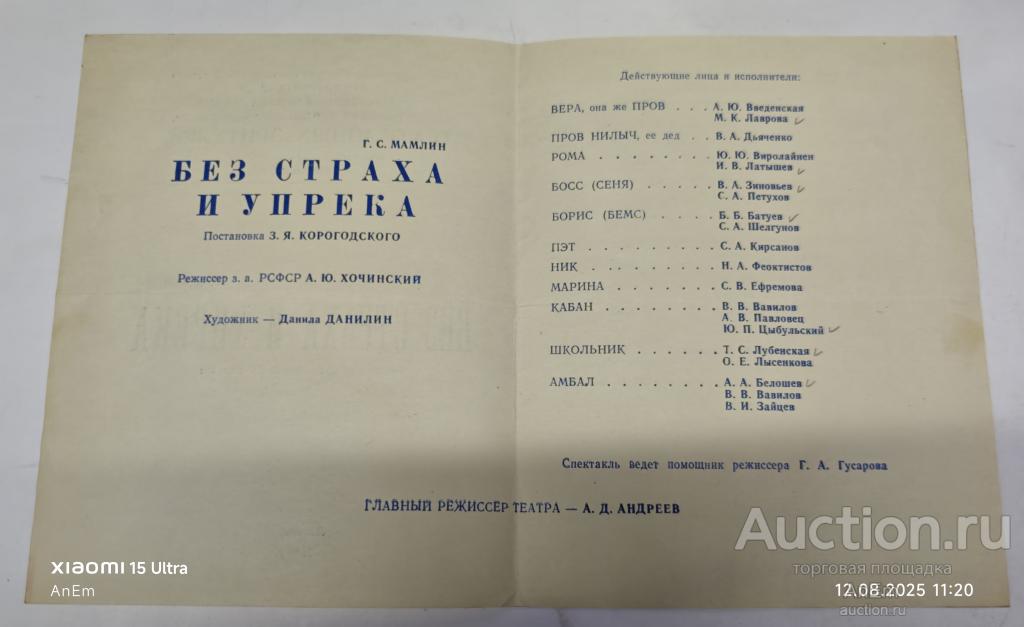 Г. С. МАМЛИН
БЕЗ СТРАХА
И УПРЕКА
Постановка З. Я. КОРОГОДСКОГО
Режиссер з. а. РСФСР А. Ю. ХОЧИНСКИЙ
Художник — Данила ДАНИЛИН
Действующие лица и исполнители:
ВЕРА, она же ПРОВ . . . А. Ю. Введенская
М. К. Лаврова
ПРОВ НИЛЫЧ, ее дед . . В. А. Дьяченко
РОМА . . . . . . . . Ю. Ю. Виролайнен
И. В. Латышев
БОСС (СЕНЯ) . . . . . В. А. Зиновьев
С. А. Петухов
БОРИС (БЕМС) . . . . Б. Б. Батуев
С. А. Шелгунов
ПЭТ . . . . . . . . . С. А. Кирсанов
НИК . . . . . . . . . Н. А. Феоктистов
МАРИНА . . . . . . . С. В. Ефремова
КАБАН . . . . . . . . В. В. Вавилов
А. В. Павловец
Ю. П. Цыбульский
ШКОЛЬНИК . . . . . . Т. С. Лубенская
О. Е. Лысенкова
АМБАЛ . . . . . . . . А. А. Белошев
В. В. Вавилов
В. И. Зайцев
Спектакль ведет помощник режиссера Г. А. Гусарова
ГЛАВНЫЙ РЕЖИССЕР ТЕАТРА — А. Д. АНДРЕЕВ
Auction.ru
торговая площадка
xiaomi 15 Ultra
AnEm
12.08.2025 11:20
AnEm
auction.ru